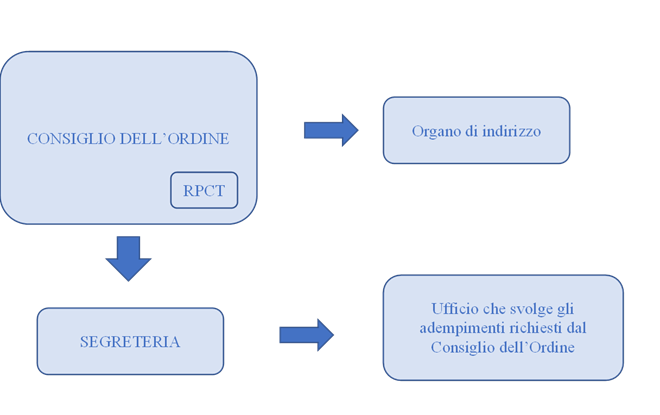 CONSIGLIO DELL’ORDINE
Organo di indirizzo
RPCT
SEGRETERIA
Ufficio che svolge gli
adempimenti richiesti dal
Consiglio dell’Ordine